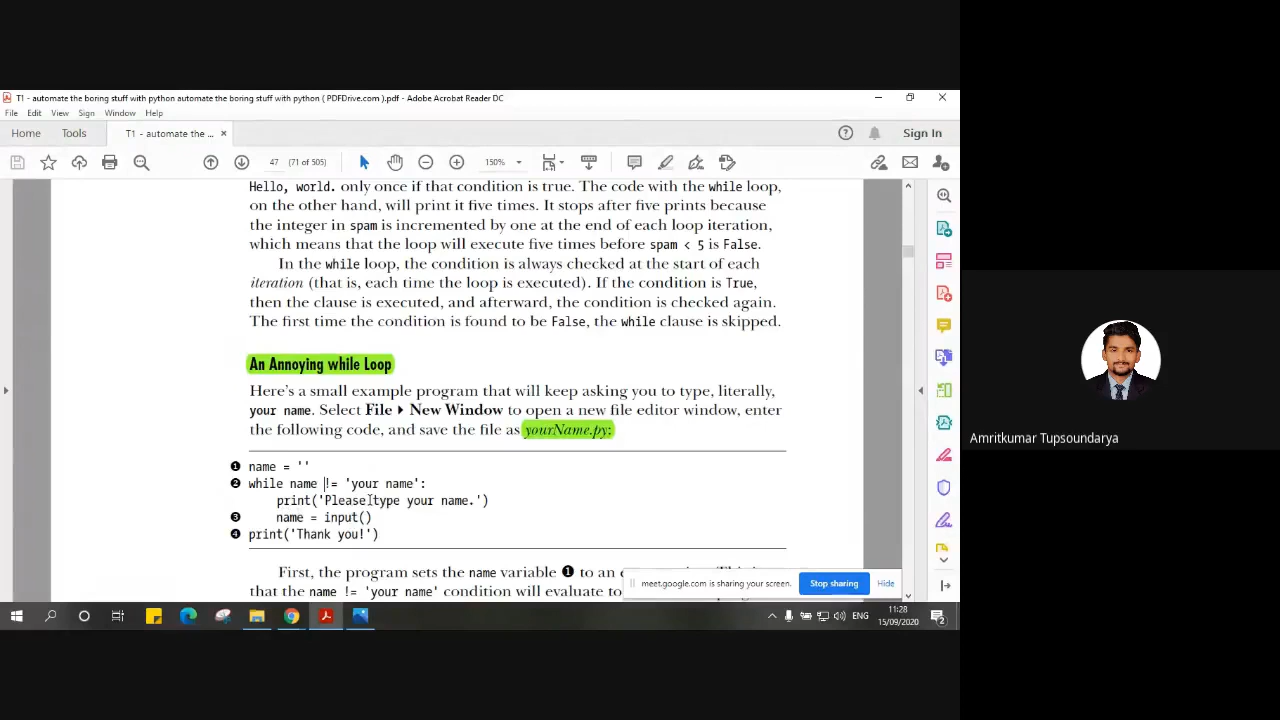 T1 - automate the boring stuff with python automate the boring stuff with python ( PDFDrive.com ).pdf - Adobe Acrobat Reader DC
File Edit View Sign Window Help
Home Tools T1 - automate the ... × Sign In
47 (71 of 505) 150%
Hello, world. only once if that condition is true. The code with the while loop,
on the other hand, will print it five times. It stops after five prints because
the integer in spam is incremented by one at the end of each loop iteration,
which means that the loop will execute five times before spam < 5 is False.
In the while loop, the condition is always checked at the start of each
iteration (that is, each time the loop is executed). If the condition is True,
then the clause is executed, and afterward, the condition is checked again.
The first time the condition is found to be False, the while clause is skipped.
An Annoying while Loop
Here's a small example program that will keep asking you to type, literally,
your name. Select File ▸ New Window to open a new file editor window, enter
the following code, and save the file as yourName.py:
❶ name = ''
❷ while name != 'your name':
print('Please type your name.')
❸ name = input()
❹ print('Thank you!')
First, the program sets the name variable ❶ to an
that the name != 'your name' condition will evaluate to
meet.google.com is sharing your screen. Stop sharing Hide
ENG
11:28
15/09/2020
2
Amritkumar Tupsoundarya